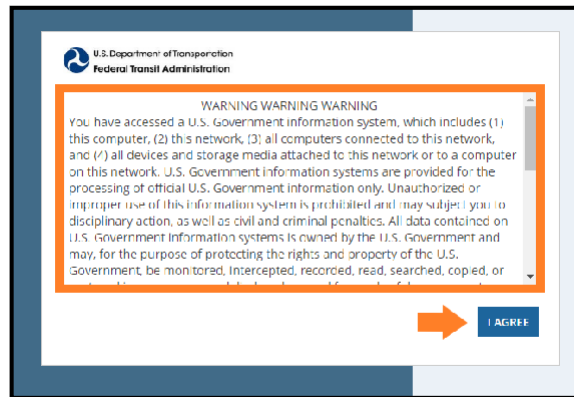 U.S. Department of Transportation
Federal Transit Administration
WARNING WARNING WARNING
You have accessed a U.S. Government information system, which includes (1)
this computer, (2) this network, (3) all computers connected to this network,
and (4) all devices and storage media attached to this network or to a computer
on this network. U.S. Government information systems are provided for the
processing of official U.S. Government information only. Unauthorized or
improper use of this information system is prohibited and may subject you to
disciplinary action, as well as civil and criminal penalties. All data contained on
U.S. Government information systems is owned by the U.S. Government and
may, for the purpose of protecting the rights and property of the U.S.
Government, be monitored, intercepted, recorded, read, searched, copied, or
I AGREE